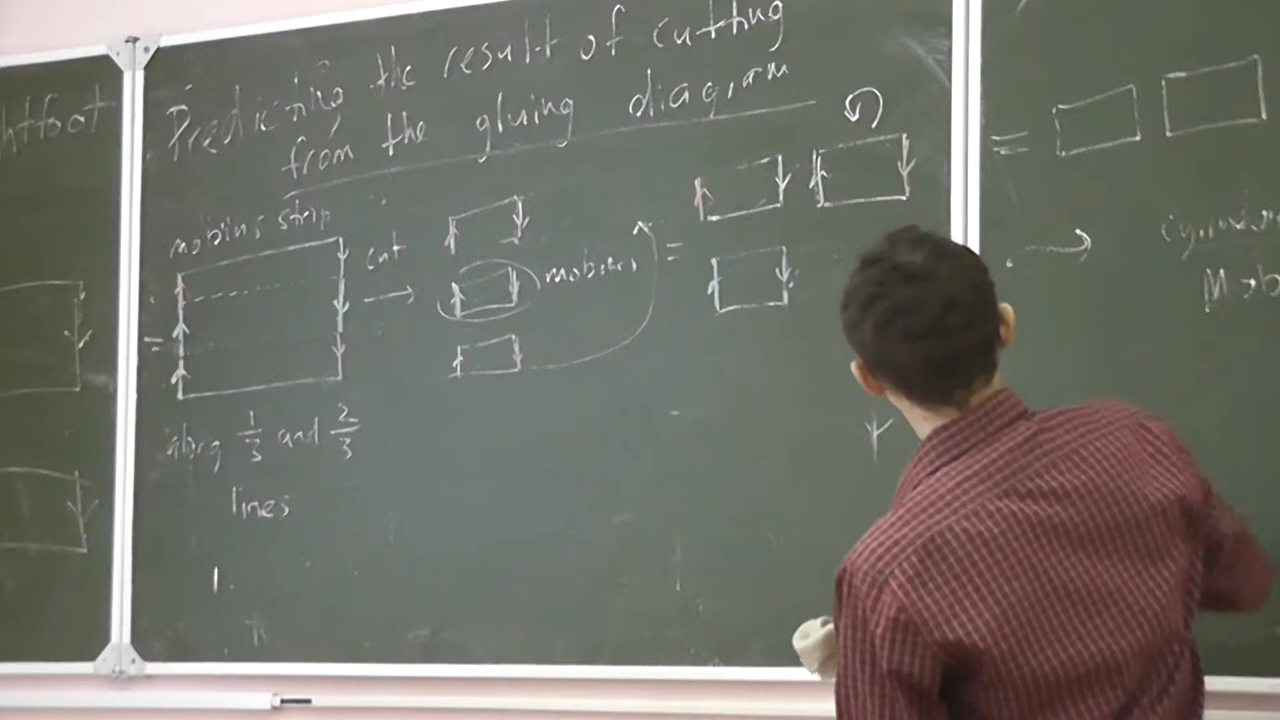 htfoot
Predicting the result of cutting
from the gluing diagram
mobius strip
cut
mobius
=
=
=
along 1/3 and 2/3
lines